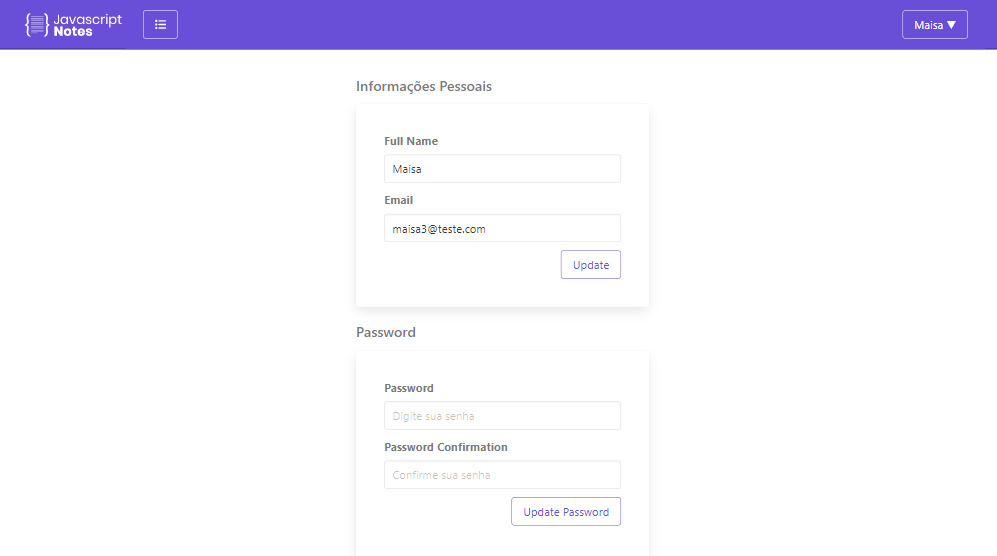 Javascript
Notes
Maisa ▼
Informações Pessoais
Full Name
Maisa
Email
maisa3@teste.com
Update
Password
Password
Digite sua senha
Password Confirmation
Confirme sua senha
Update Password